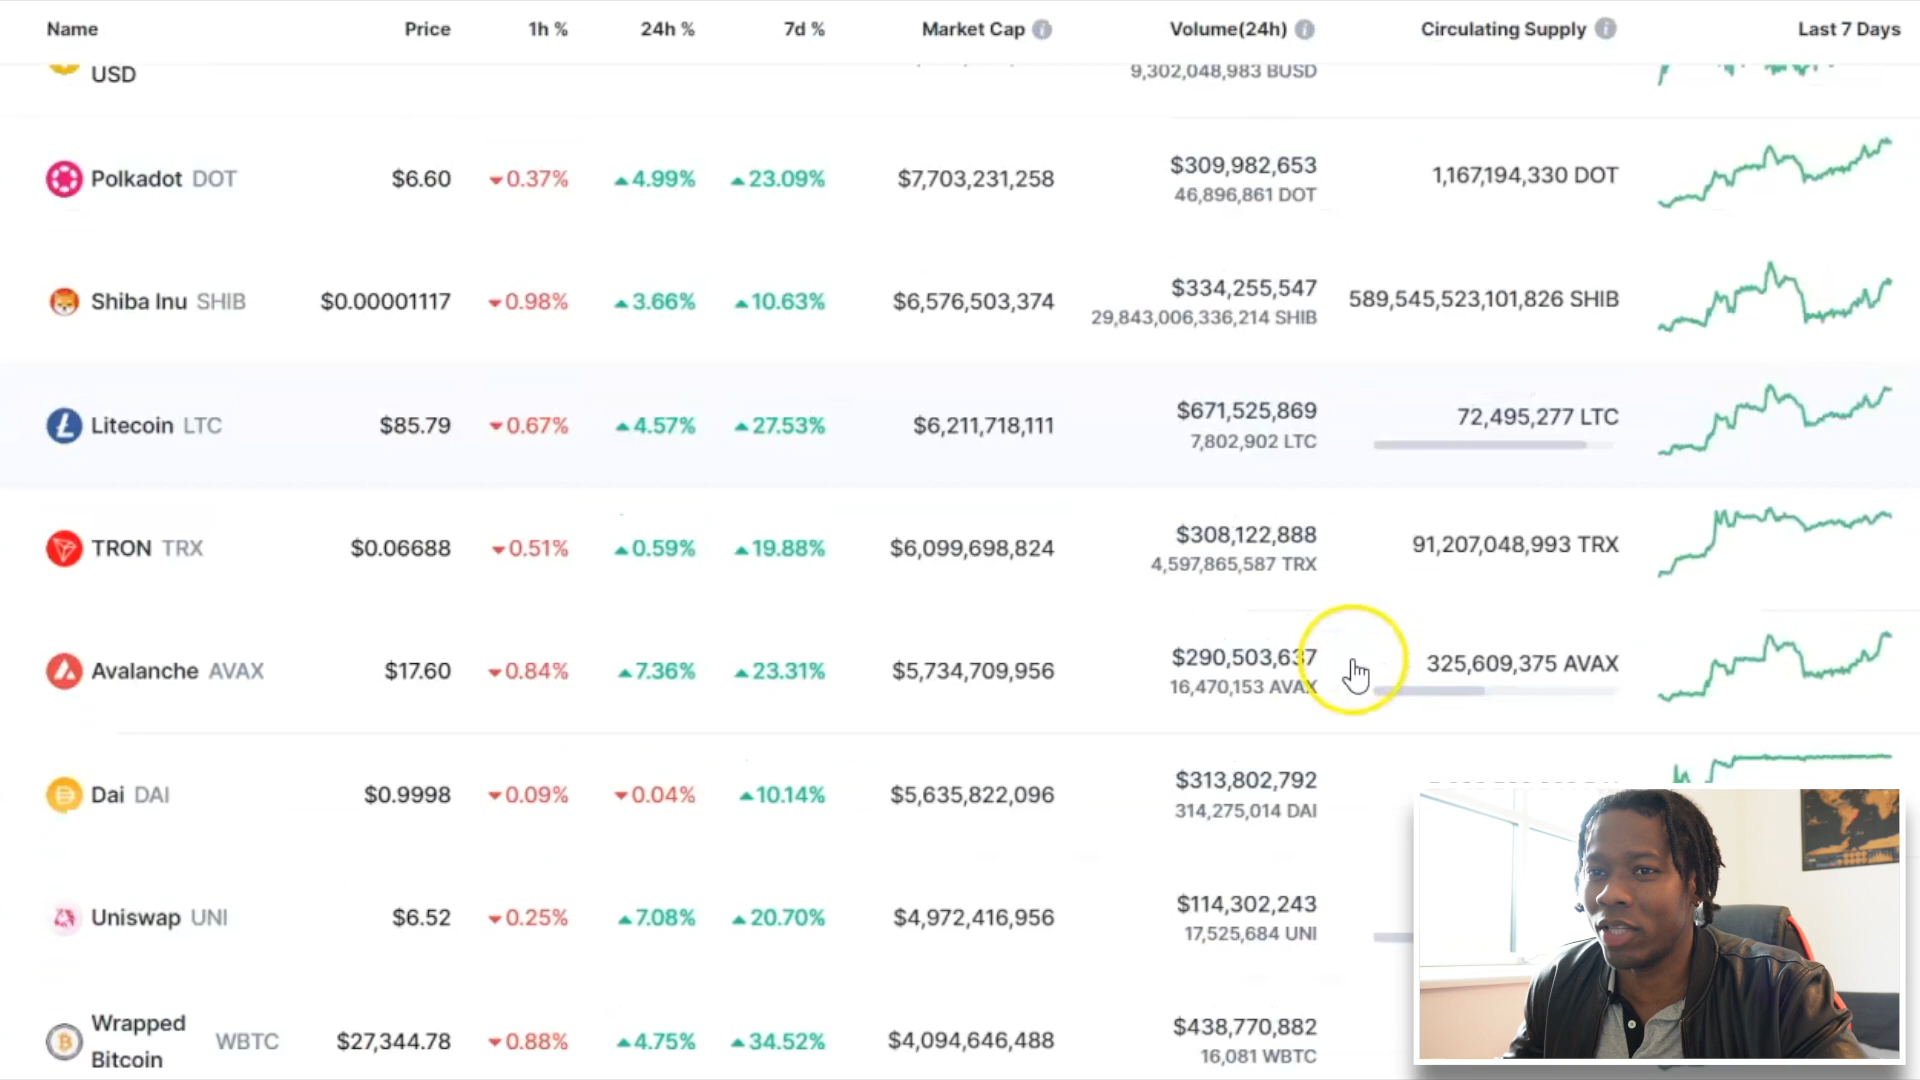 Name Price 1h % 24h % 7d % Market Cap Volume(24h) Circulating Supply Last 7 Days
USD 9,302,048,983 BUSD
Polkadot DOT $6.60 0.37% 4.99% 23.09% $7,703,231,258 $309,982,653 1,167,194,330 DOT
46,896,861 DOT
Shiba Inu SHIB $0.00001117 0.98% 3.66% 10.63% $6,576,503,374 $334,255,547 589,545,523,101,826 SHIB
29,843,006,336,214 SHIB
Litecoin LTC $85.79 0.67% 4.57% 27.53% $6,211,718,111 $671,525,869 72,495,277 LTC
7,802,902 LTC
TRON TRX $0.06688 0.51% 0.59% 19.88% $6,099,698,824 $308,122,888 91,207,048,993 TRX
4,597,865,587 TRX
Avalanche AVAX $17.60 0.84% 7.36% 23.31% $5,734,709,956 $290,503,637 325,609,375 AVAX
16,470,153 AVAX
Dai DAI $0.9998 0.09% 0.04% 10.14% $5,635,822,096 $313,802,792
314,275,014 DAI
Uniswap UNI $6.52 0.25% 7.08% 20.70% $4,972,416,956 $114,302,243
17,525,684 UNI
Wrapped Bitcoin WBTC $27,344.78 0.88% 4.75% 34.52% $4,094,646,488 $438,770,882
16,081 WBTC